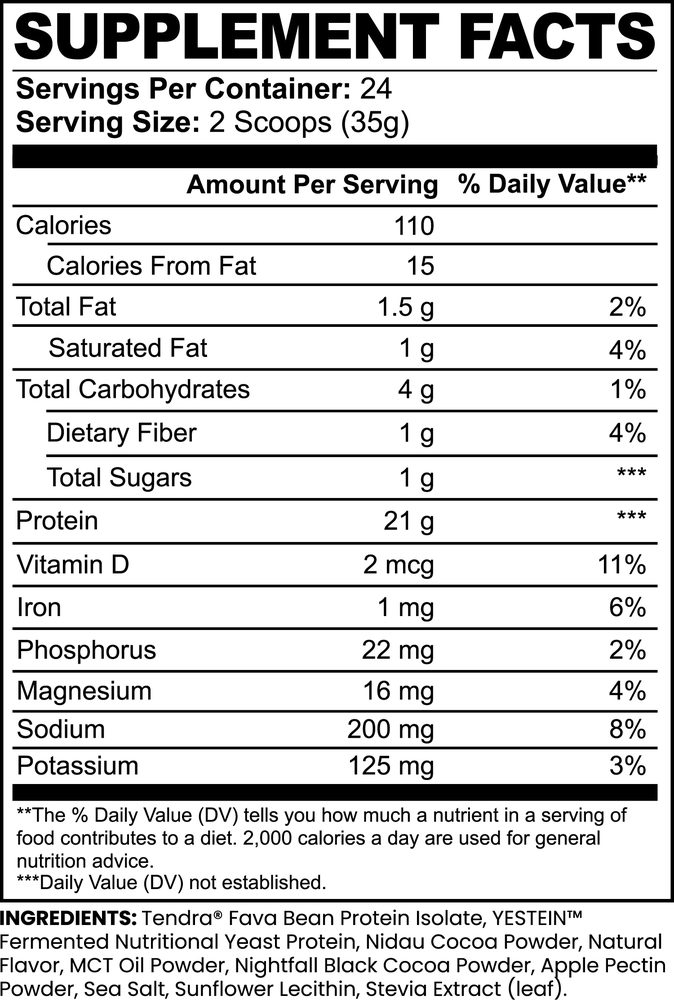 SUPPLEMENT FACTS
Servings Per Container: 24
Serving Size: 2 Scoops (35g)
Amount Per Serving % Daily Value**
Calories 110
Calories From Fat 15
Total Fat 1.5 g 2%
Saturated Fat 1 g 4%
Total Carbohydrates 4 g 1%
Dietary Fiber 1 g 4%
Total Sugars 1 g ***
Protein 21 g ***
Vitamin D 2 mcg 11%
Iron 1 mg 6%
Phosphorus 22 mg 2%
Magnesium 16 mg 4%
Sodium 200 mg 8%
Potassium 125 mg 3%
**The % Daily Value (DV) tells you how much a nutrient in a serving of
food contributes to a diet. 2,000 calories a day are used for general
nutrition advice.
***Daily Value (DV) not established.
INGREDIENTS: Tendra® Fava Bean Protein Isolate, YESTEIN™
Fermented Nutritional Yeast Protein, Nidau Cocoa Powder, Natural
Flavor, MCT Oil Powder, Nightfall Black Cocoa Powder, Apple Pectin
Powder, Sea Salt, Sunflower Lecithin, Stevia Extract (leaf).